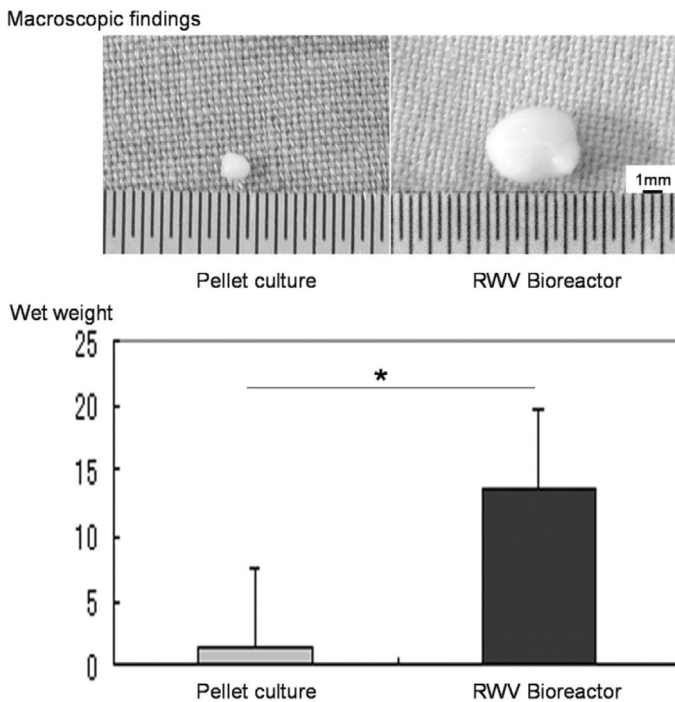 Macroscopic findings
1mm
Pellet culture RWV Bioreactor
Wet weight
25
*
20
15
10
5
0
Pellet culture RWV Bioreactor